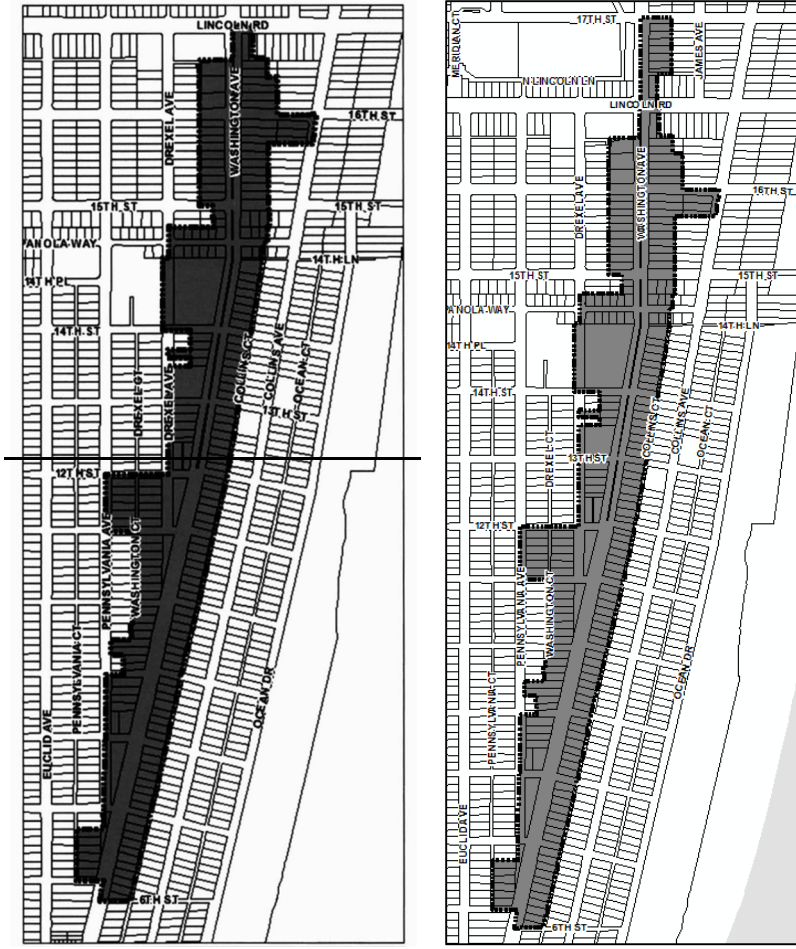 LINCOLN RD
DREXEL AVE
WASHINGTON AVE
16TH ST
15TH ST
15TH ST
ANOLA WAY
14TH LN
14TH PL
14TH ST
COLLINS CT
COLLINS AVE
OCEAN CT
DREXEL CT
DREXEL AVE
13TH ST
12TH ST
PENNSYLVANIA AVE
WASHINGTON CT
PENNSYLVANIA CT
OCEAN DR
EUCLID AVE
6TH ST
MERIDIAN CT
17TH ST
JAMES AVE
N LINCOLN LN
LINCOLN RD
DREXEL AVE
WASHINGTON AVE
16TH ST
15TH ST
15TH ST
ANOLA WAY
14TH LN
14TH PL
14TH ST
COLLINS CT
COLLINS AVE
OCEAN CT
DREXEL CT
13TH ST
12TH ST
PENNSYLVANIA AVE
WASHINGTON CT
PENNSYLVANIA CT
OCEAN DR
EUCLID AVE
6TH ST